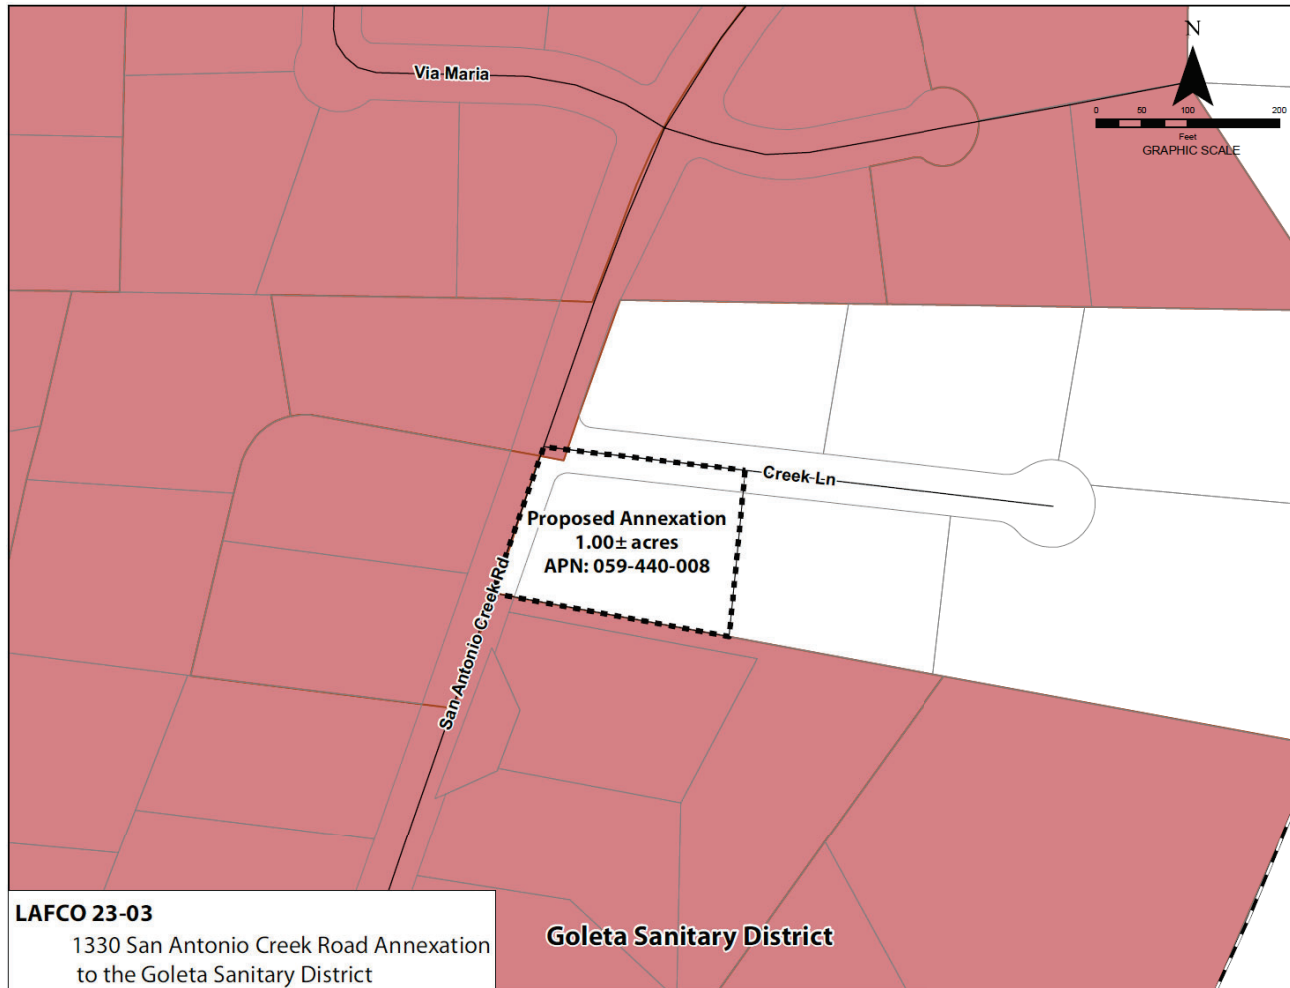 Via Maria
N
0 50 100 200
Feet
GRAPHIC SCALE
Creek Ln
Proposed Annexation
1.00± acres
APN: 059-440-008
San Antonio Creek Rd
Goleta Sanitary District
LAFCO 23-03
1330 San Antonio Creek Road Annexation
to the Goleta Sanitary District